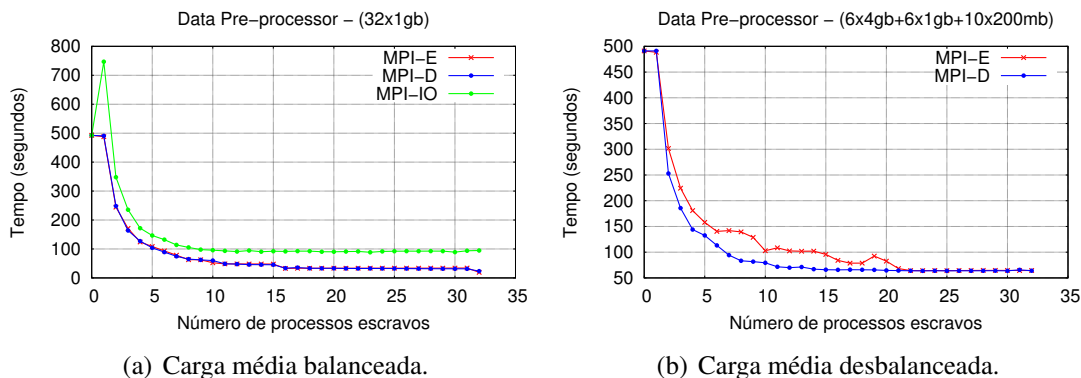 Data Pre−processor − (32x1gb)
Tempo (segundos)
800
700
600
500
400
300
200
100
0
MPI−E
MPI−D
MPI−IO
0 5 10 15 20 25 30 35
Número de processos escravos
(a) Carga média balanceada.
Data Pre−processor − (6x4gb+6x1gb+10x200mb)
Tempo (segundos)
500
450
400
350
300
250
200
150
100
50
MPI−E
MPI−D
0 5 10 15 20 25 30 35
Número de processos escravos
(b) Carga média desbalanceada.